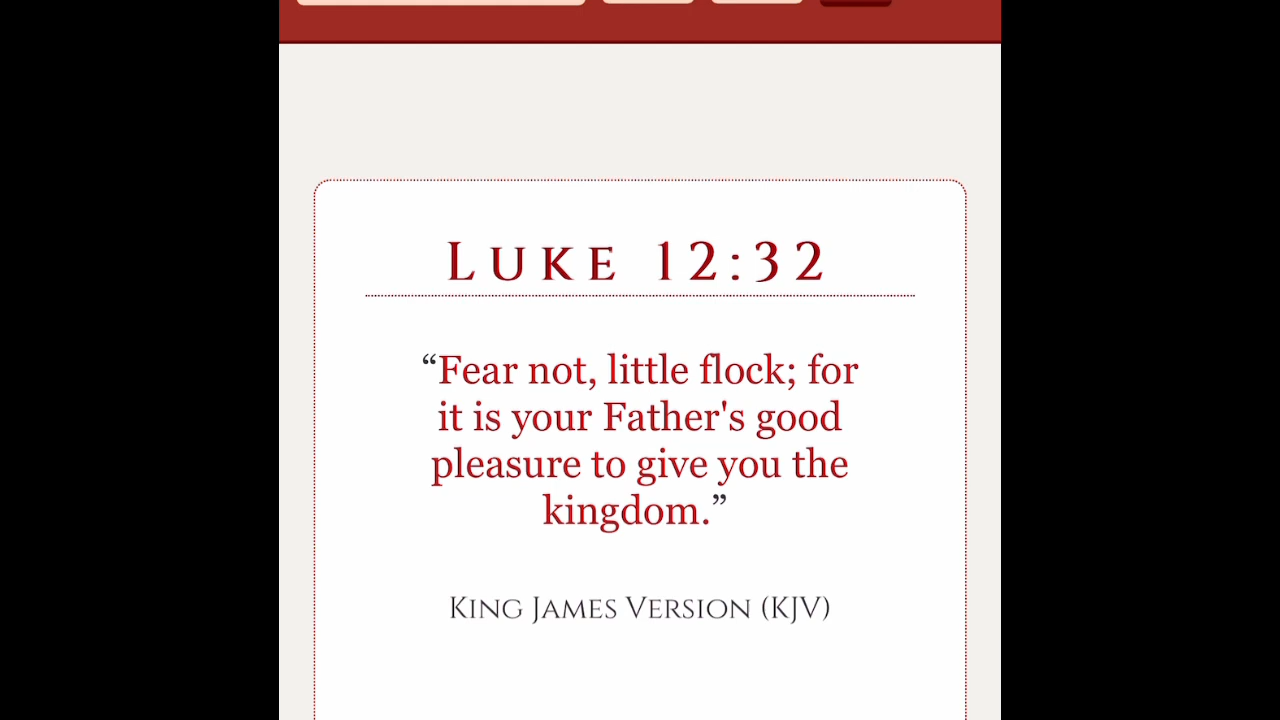 Luke 12:32
“Fear not, little flock; for
it is your Father's good
pleasure to give you the
kingdom.”
King James Version (KJV)